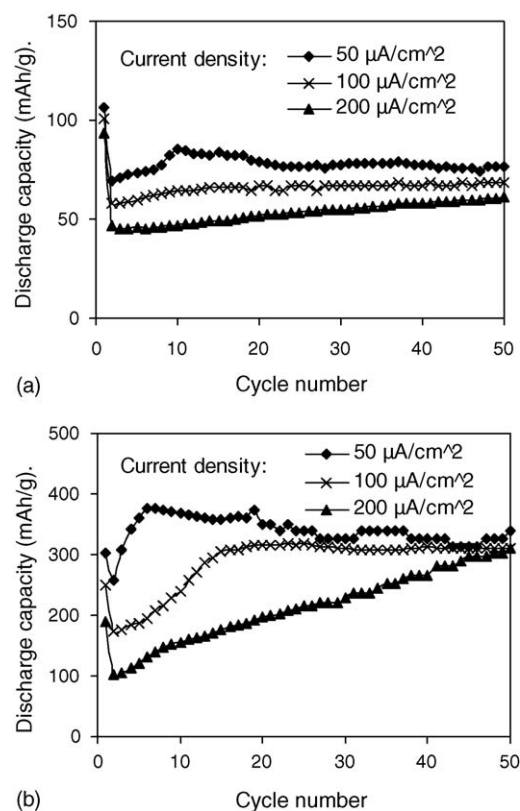 150
100
50
0
Discharge capacity (mAh/g).
Current density:
50 µA/cm^2
100 µA/cm^2
200 µA/cm^2
0 10 20 30 40 50
Cycle number
(a)
500
400
300
200
100
0
Discharge capacity (mAh/g).
Current density:
50 µA/cm^2
100 µA/cm^2
200 µA/cm^2
0 10 20 30 40 50
Cycle number
(b)